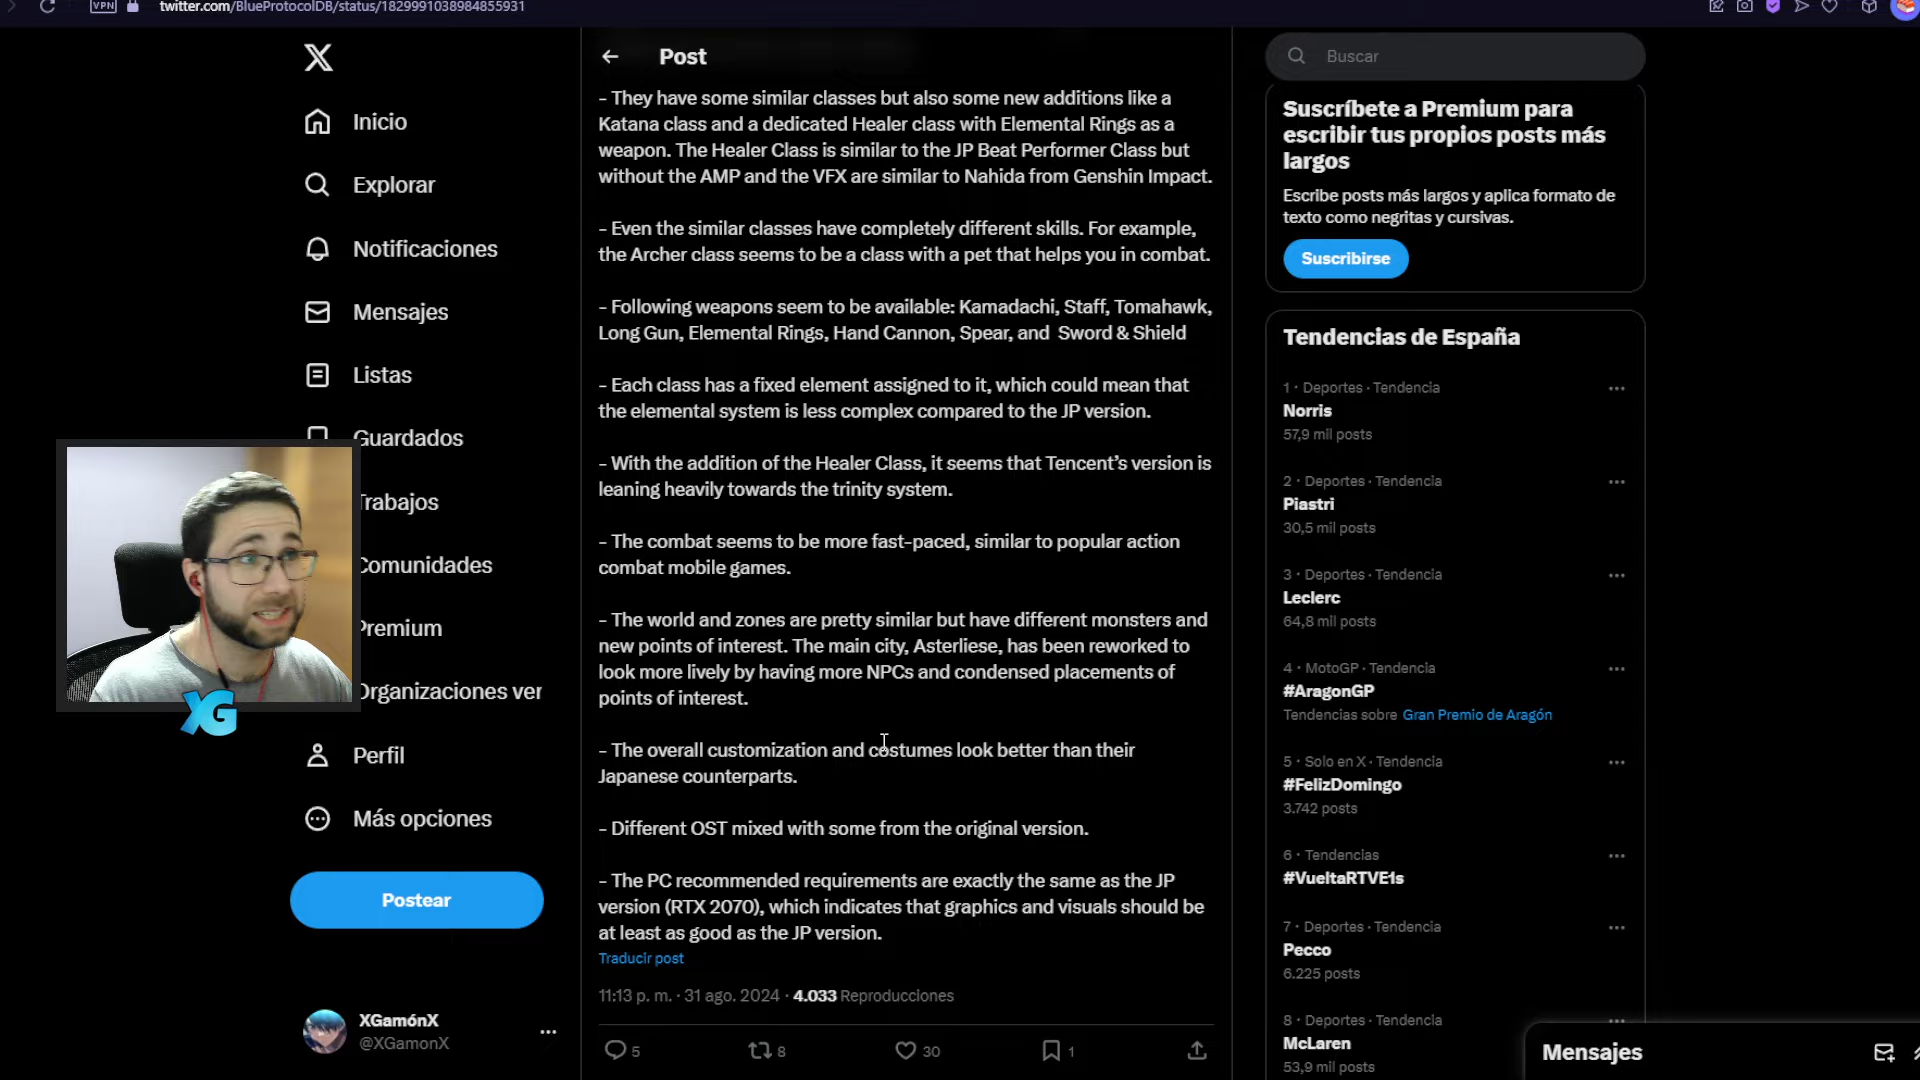 VPN
twitter.com/BlueProtocolDB/status/1829991038984855931
Inicio
Explorar
Notificaciones
Mensajes
Listas
Guardados
Trabajos
Comunidades
Premium
Organizaciones ver
Perfil
Más opciones
Postear
XGamónX
@XGamonX
XG
Post
- They have some similar classes but also some new additions like a
Katana class and a dedicated Healer class with Elemental Rings as a
weapon. The Healer Class is similar to the JP Beat Performer Class but
without the AMP and the VFX are similar to Nahida from Genshin Impact.
- Even the similar classes have completely different skills. For example,
the Archer class seems to be a class with a pet that helps you in combat.
- Following weapons seem to be available: Kamadachi, Staff, Tomahawk,
Long Gun, Elemental Rings, Hand Cannon, Spear, and Sword & Shield
- Each class has a fixed element assigned to it, which could mean that
the elemental system is less complex compared to the JP version.
- With the addition of the Healer Class, it seems that Tencent's version is
leaning heavily towards the trinity system.
- The combat seems to be more fast-paced, similar to popular action
combat mobile games.
- The world and zones are pretty similar but have different monsters and
new points of interest. The main city, Asterliese, has been reworked to
look more lively by having more NPCs and condensed placements of
points of interest.
- The overall customization and costumes look better than their
Japanese counterparts.
- Different OST mixed with some from the original version.
- The PC recommended requirements are exactly the same as the JP
version (RTX 2070), which indicates that graphics and visuals should be
at least as good as the JP version.
Traducir post
11:13 p. m. · 31 ago. 2024 · 4.033 Reproducciones
5
8
30
1
Buscar
Suscríbete a Premium para
escribir tus propios posts más
largos
Escribe posts más largos y aplica formato de
texto como negritas y cursivas.
Suscribirse
Tendencias de España
1 · Deportes · Tendencia
Norris
57,9 mil posts
2 · Deportes · Tendencia
Piastri
30,5 mil posts
3 · Deportes · Tendencia
Leclerc
64,8 mil posts
4 · MotoGP · Tendencia
#AragonGP
Tendencias sobre Gran Premio de Aragón
5 · Solo en X · Tendencia
#FelizDomingo
3.742 posts
6 · Tendencias
#VueltaRTVE1s
7 · Deportes · Tendencia
Pecco
6.225 posts
8 · Deportes · Tendencia
McLaren
53,9 mil posts
Mensajes